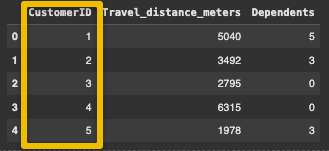 CustomerID Travel_distance_meters Dependents
0 1 5040 5
1 2 3492 3
2 3 2795 0
3 4 6315 0
4 5 1978 3